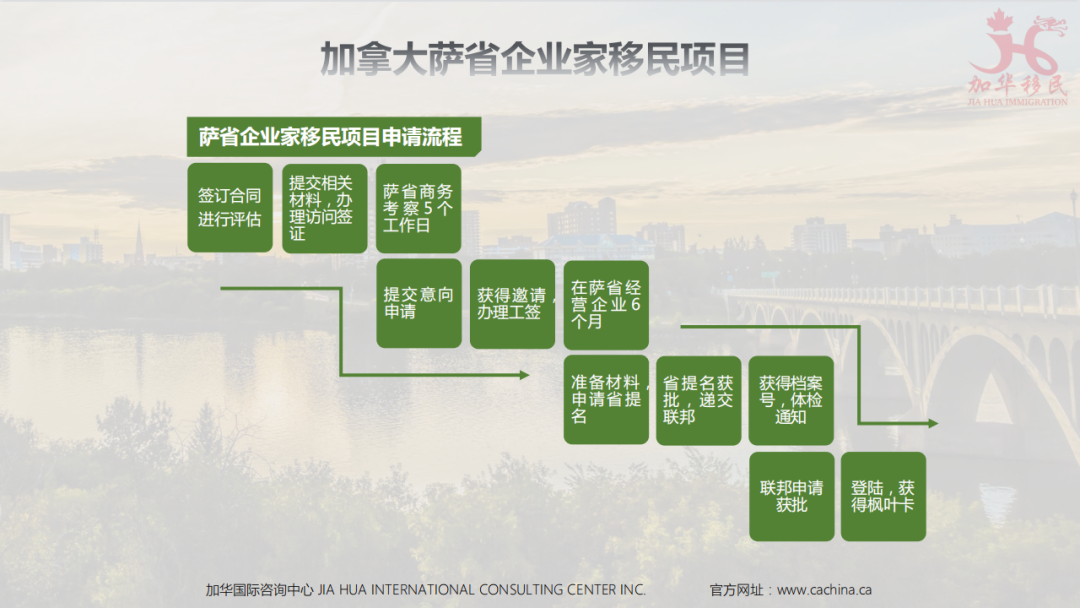 加拿大萨省企业家移民项目
加华移民
JIA HUA IMMIGRATION
萨省企业家移民项目申请流程
签订合同
进行评估
提交相关
材料，办
理访问签
证
萨省商务
考察5个
工作日
提交意向
申请
获得邀请，
办理工签
在萨省经
营企业6
个月
准备材料，
申请省提
名
省提名获
批，递交
联邦
获得档案
号，体检
通知
联邦申请
获批
登陆，获
得枫叶卡
加华国际咨询中心 JIA HUA INTERNATIONAL CONSULTING CENTER INC.
官方网址：www.cachina.ca